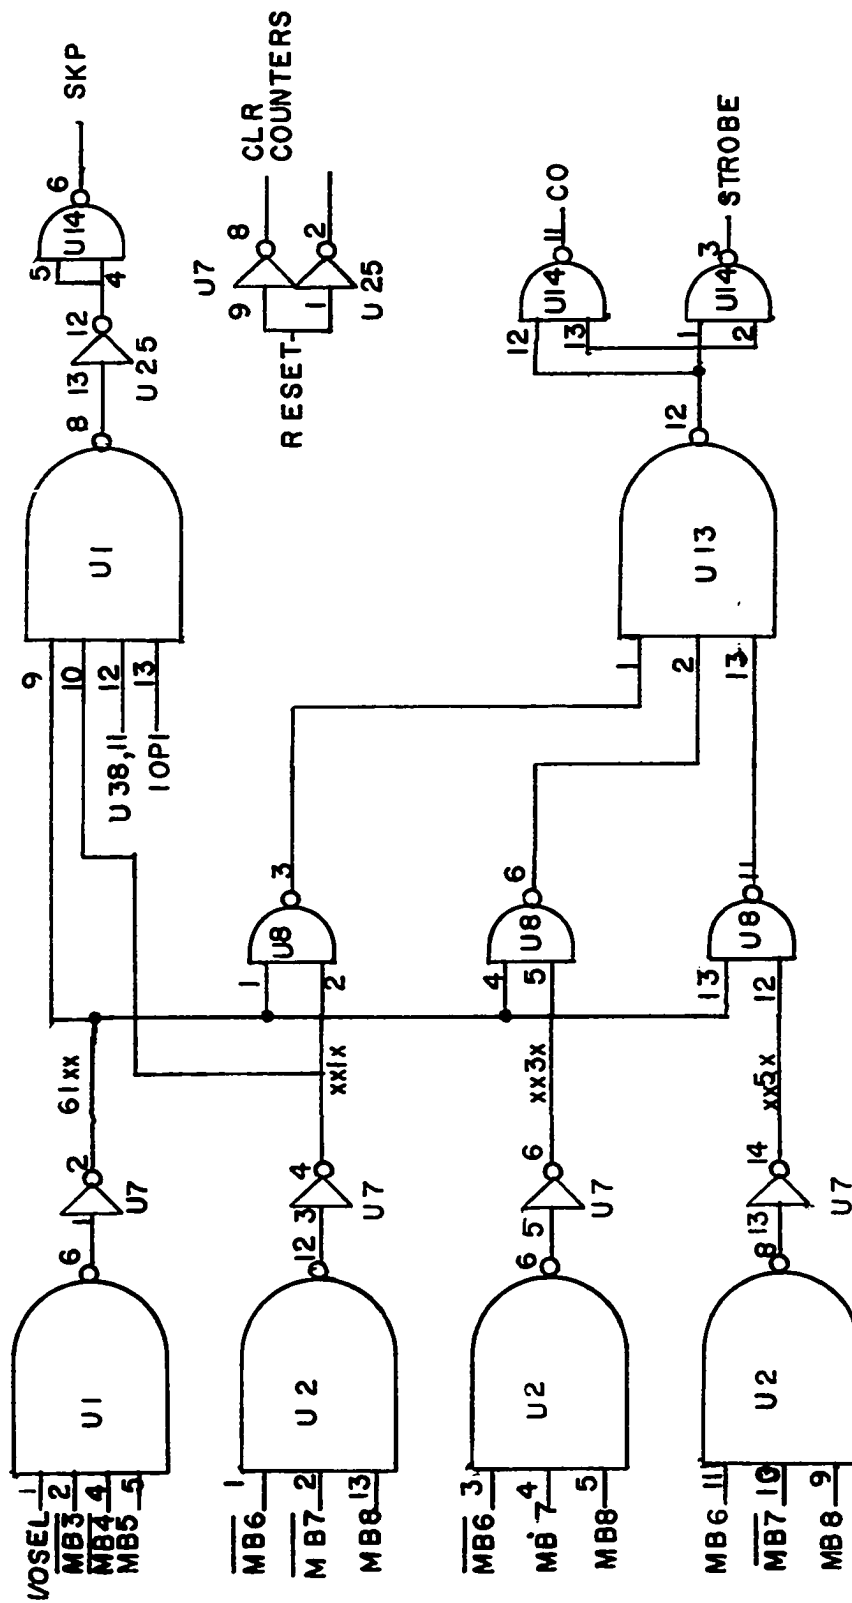 I/OSEL 1
MB3 2
MB4 4
MB5 5
U1
6
1
2
U7
61xx
9
10
U38,11 12
IOP1 13
U1
8
13
12
U25
5
4
U14
6
SKP
RESET
9
8
U7
1
2
U25
CLR
COUNTERS
MB6 1
MB7 2
MB8 13
U2
12
3
4
U7
xx1x
1
2
U8
3
MB6 3
MB7 4
MB8 5
U2
6
5
6
U7
xx3x
4
5
U8
6
MB6 11
MB7 10
MB8 9
U2
8
13
14
U7
xx5x
13
12
U8
11
1
2
13
U13
12
12
13
U14
11
CO
1
2
U14
3
STROBE